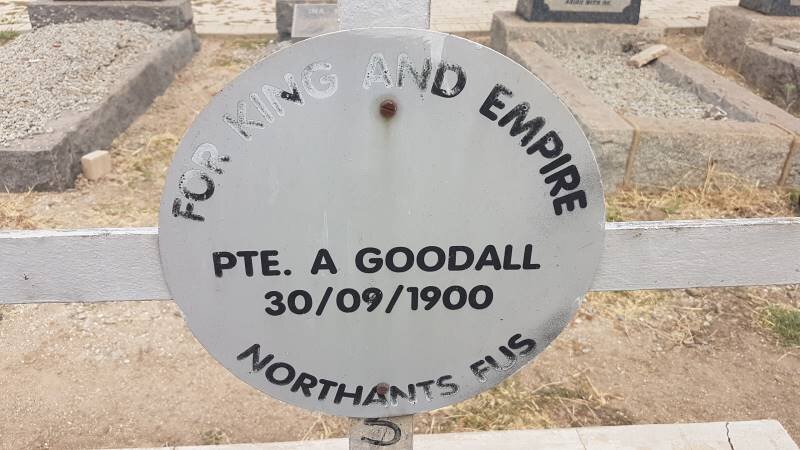 FOR KING AND EMPIRE
PTE. A GOODALL
30/09/1900
NORTHANTS FUS